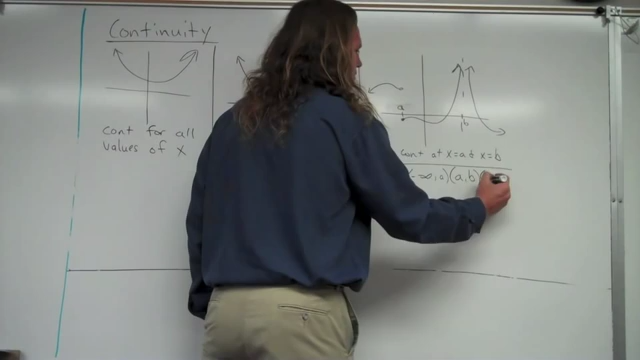 Continuity
cont for all
values of x
a
b
cont at x=a & x=b
(-∞, a)(a, b)